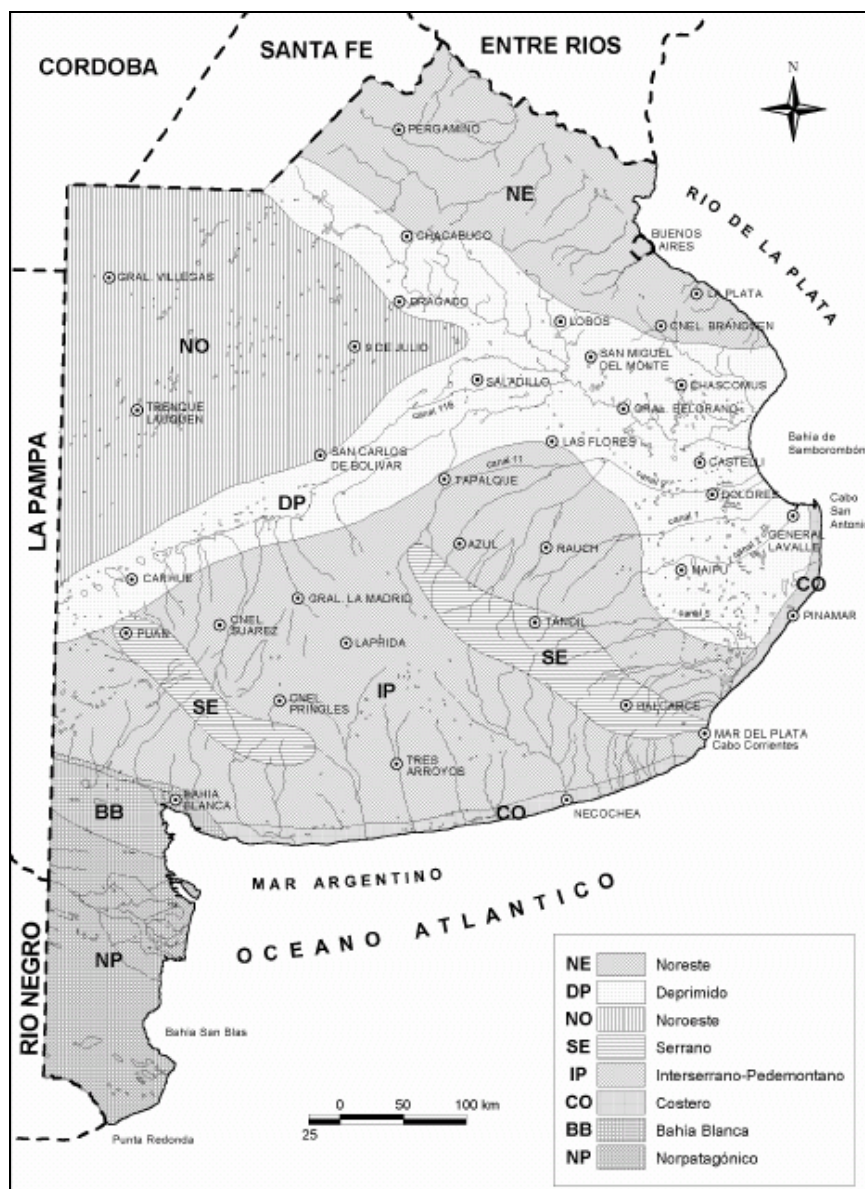 CORDOBA
SANTA FE
ENTRE RIOS
N
PERGAMINO
NE
RIO DE LA PLATA
CHACABUCO
BUENOS
AIRES
GRAL. VILLEGAS
LA PLATA
BRAGADO
LOBOS
CNEL. BRANDSEN
NO
9 DE JULIO
SAN MIGUEL
DEL MONTE
SALADILLO
CHASCOMUS
TRENQUE
LAUQUEN
canal 11B
GRAL. BELGRANO
LAS FLORES
Bahía de
Samborombón
SAN CARLOS
DE BOLIVAR
canal 11
CASTELLI
TAPALQUE
DOLORES
LA PAMPA
DP
canal 1
Cabo
San
Antonio
GENERAL
LAVALLE
AZUL
RAUCH
MAIPU
CARHUE
CO
GRAL. LA MADRID
PINAMAR
PUAN
CNEL
SUAREZ
TANDIL
canal 5
LAPRIDA
SE
IP
CNEL
PRINGLES
SE
BALCARCE
MAR DEL PLATA
Cabo Corrientes
TRES
ARROYOS
BB
BAHIA
BLANCA
CO
NECOCHEA
MAR ARGENTINO
OCEANO ATLANTICO
RIO NEGRO
NP
Bahía San Blas
Punta Redonda
0 50 100 km
25
NE Noreste
DP Deprimido
NO Noroeste
SE Serrano
IP Interserrano-Pedemontano
CO Costero
BB Bahía Blanca
NP Norpatagónico